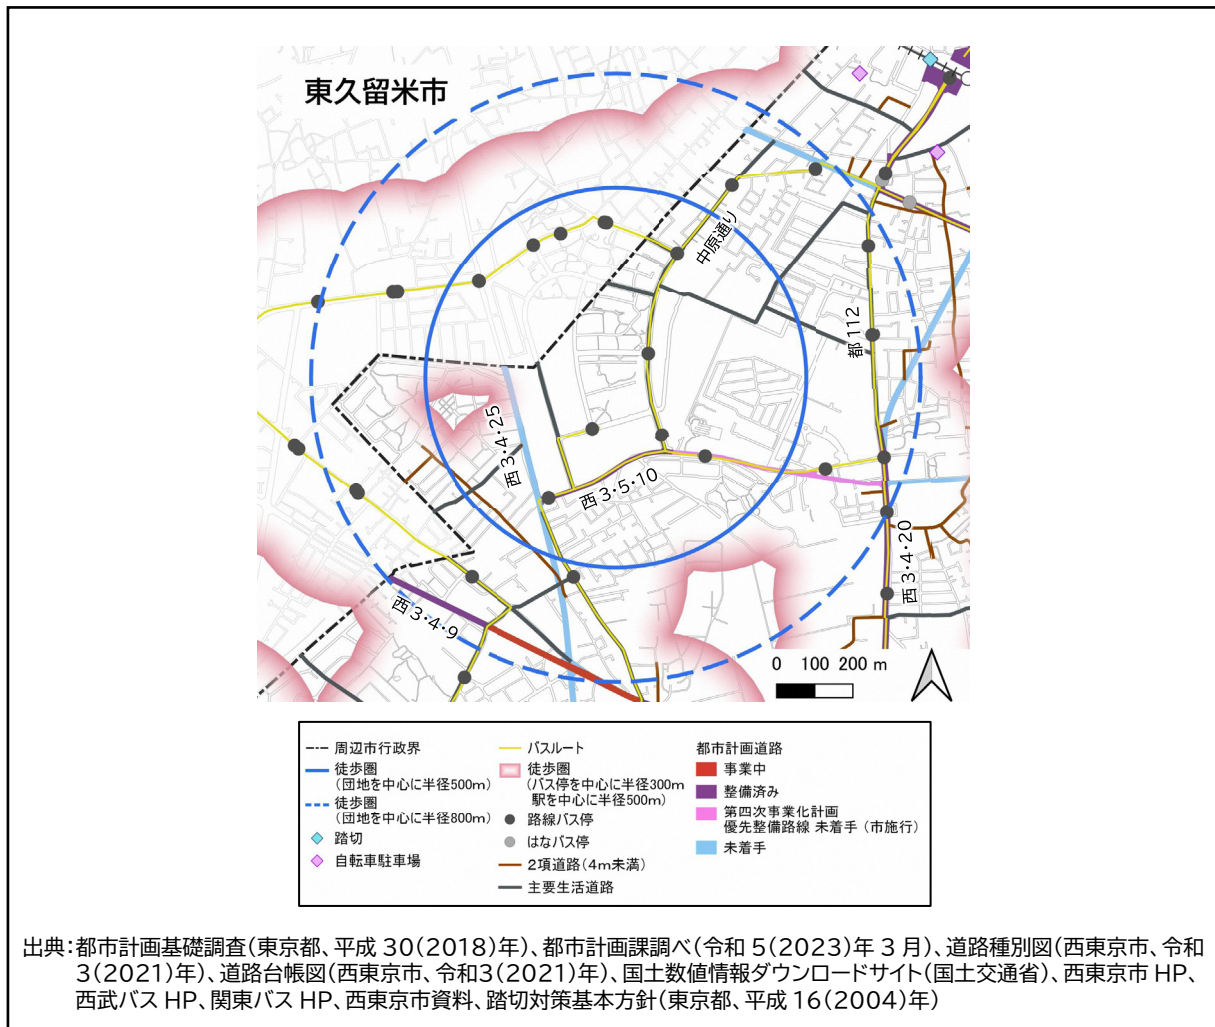 東久留米市
中原通り
都112
西3・4・25
西3・5・10
西3・4・20
西3・4・9
0 100 200 m
周辺市行政界
徒歩圏
(団地を中心に半径500m)
徒歩圏
(団地を中心に半径800m)
踏切
自転車駐車場
バスルート
徒歩圏
(バス停を中心に半径300m
駅を中心に半径500m)
路線バス停
はなバス停
2項道路(4m未満)
主要生活道路
都市計画道路
事業中
整備済み
第四次事業化計画
優先整備路線 未着手(市施行)
未着手
出典:都市計画基礎調査(東京都、平成30(2018)年)、都市計画課調べ(令和5(2023)年3月)、道路種別図(西東京市、令和
3(2021)年)、道路台帳図(西東京市、令和3(2021)年)、国土数値情報ダウンロードサイト(国土交通省)、西東京市HP、
西武バスHP、関東バスHP、西東京市資料、踏切対策基本方針(東京都、平成16(2004)年)